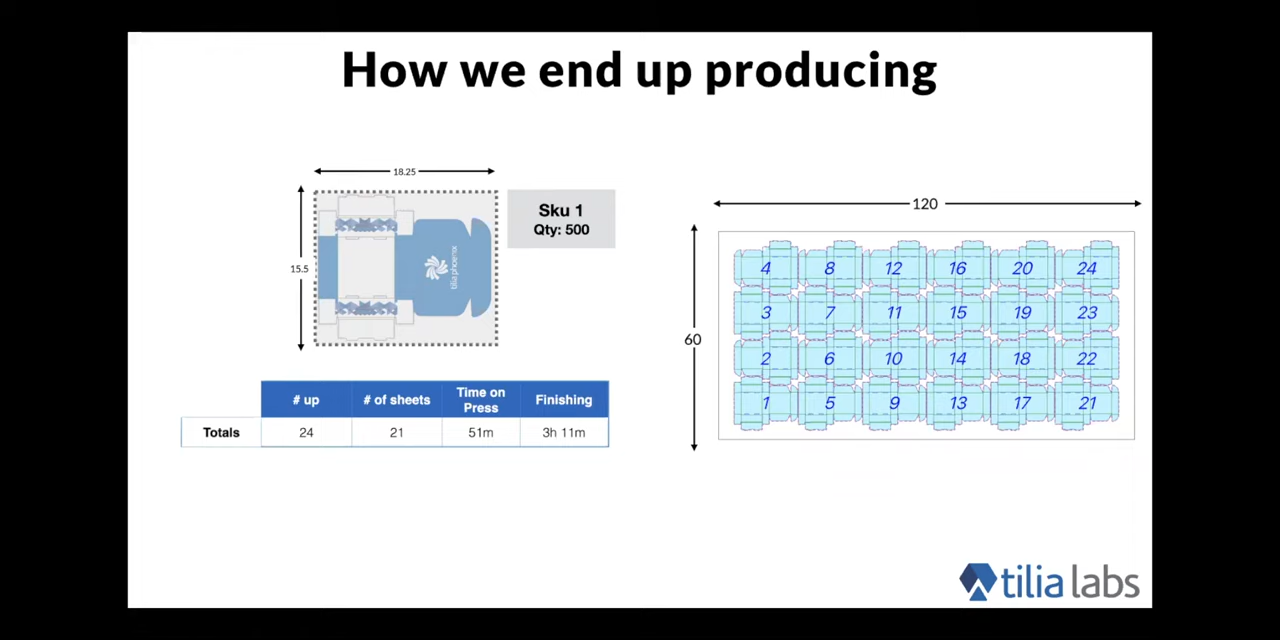 How we end up producing
18.25
15.5
tilia phoenix
Sku 1
Qty: 500
# up # of sheets Time on Press Finishing
Totals 24 21 51m 3h 11m
120
60
4 8 12 16 20 24
3 7 11 15 19 23
2 6 10 14 18 22
1 5 9 13 17 21
tilia labs